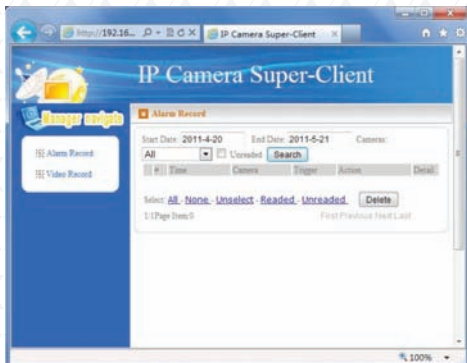 http://192.16...
IP Camera Super-Client
IP Camera Super-Client
Manager navigate
Alarm Record
Video Record
Alarm Record
Start Date: 2011-4-20 End Date: 2011-5-21 Cameras:
All Unreaded Search
# Time Camera Trigger Action Detail
Select: All - None - Unselect - Readed - Unreaded Delete
1/1Page Item:0 First Previous Next Last
100%